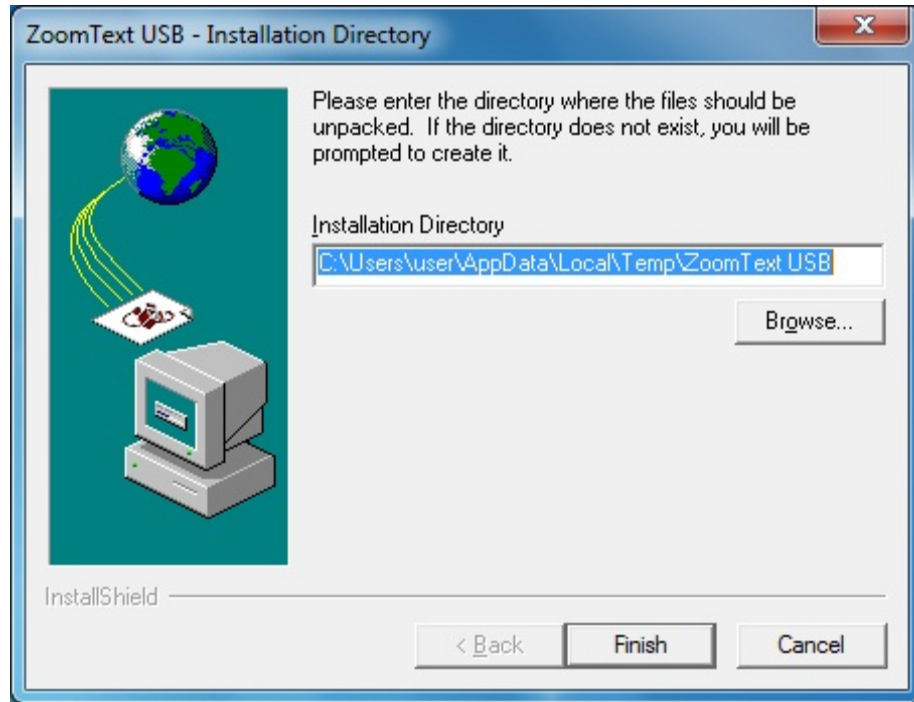 ZoomText USB - Installation Directory
Please enter the directory where the files should be
unpacked.  If the directory does not exist, you will be
prompted to create it.
Installation Directory
C:\Users\user\AppData\Local\Temp\ZoomText USB
Browse...
InstallShield
< Back
Finish
Cancel